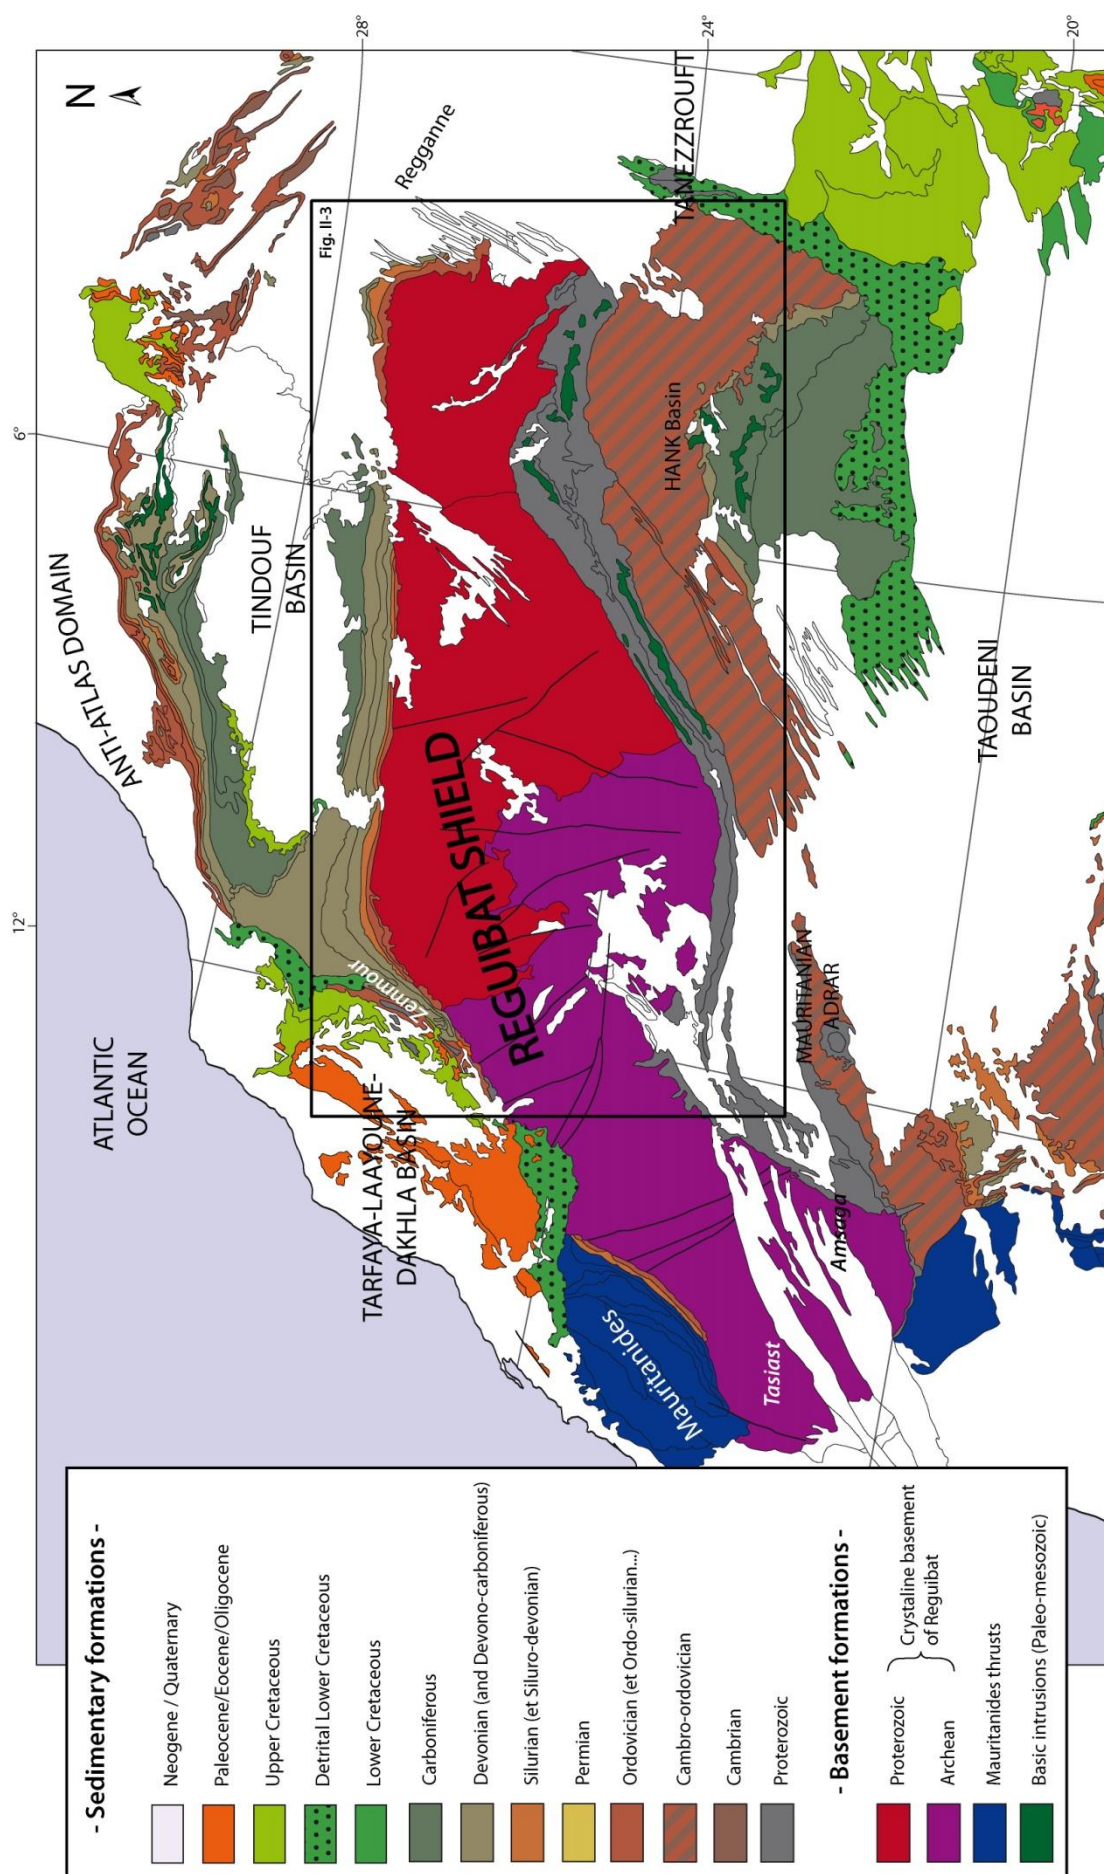 28°
24°
20°
N
Regganne
TANEZZROUFT
Fig. II-3
6°
HANK Basin
TINDOUF
BASIN
ANTI-ATLAS DOMAIN
TAOUDENI
BASIN
REGUIBAT SHIELD
12°
Zemmour
MAURITANIAN
ADRAR
ATLANTIC
OCEAN
TARFAYA-LAAYOUNE-
DAKHLA BASIN
Amsaga
Mauritanides
Tasiast
- Sedimentary formations -
Neogene / Quaternary
Paleocene/Eocene/Oligocene
Upper Cretaceous
Detrital Lower Cretaceous
Lower Cretaceous
Carboniferous
Devonian (and Devono-carboniferous)
Silurian (et Siluro-devonian)
Permian
Ordovician (et Ordo-silurian...)
Cambro-ordovician
Cambrian
Proterozoic
- Basement formations -
Proterozoic
Archean
Crystaline basement
of Reguibat
Mauritanides thrusts
Basic intrusions (Paleo-mesozoic)